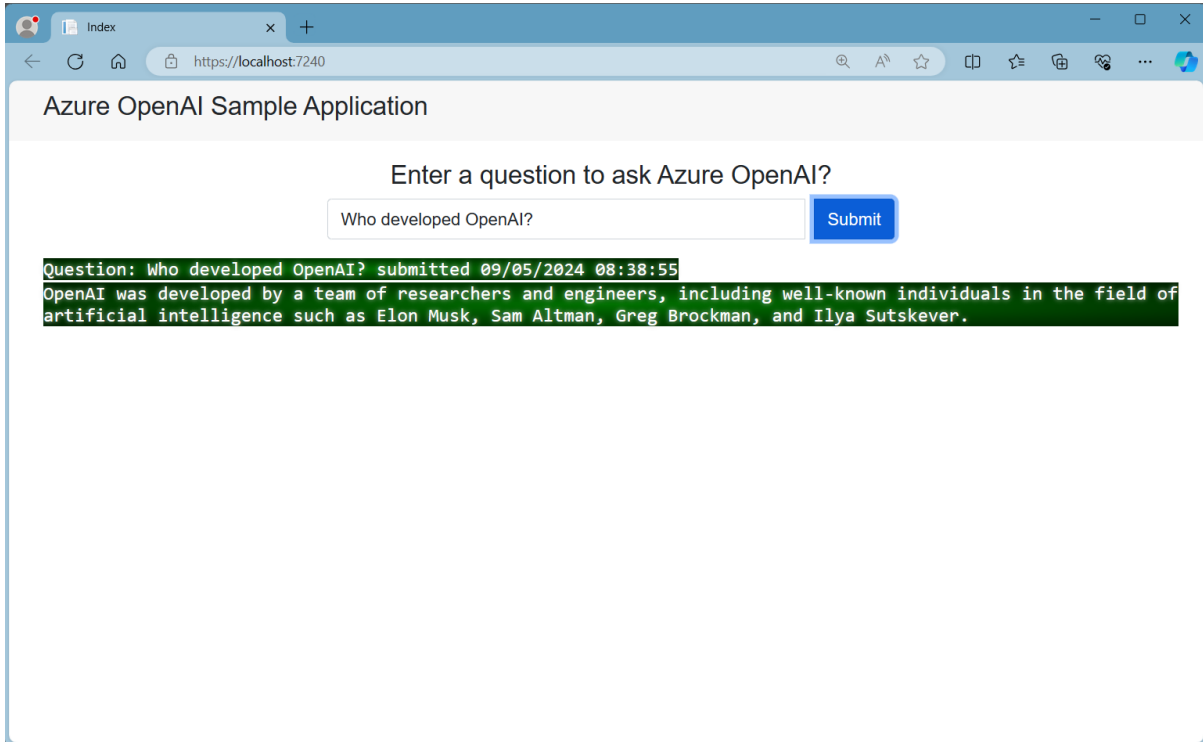 Index
https://localhost:7240
Azure OpenAI Sample Application
Enter a question to ask Azure OpenAI?
Who developed OpenAI?
Submit
Question: Who developed OpenAI? submitted 09/05/2024 08:38:55
OpenAI was developed by a team of researchers and engineers, including well-known individuals in the field of
artificial intelligence such as Elon Musk, Sam Altman, Greg Brockman, and Ilya Sutskever.